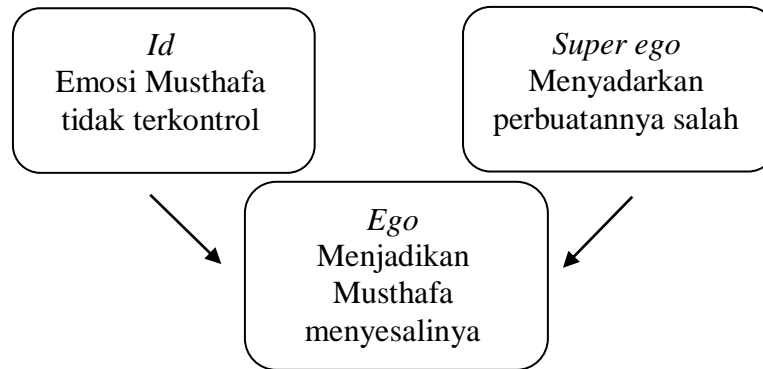 Id
Emosi Musthafa
tidak terkontrol
Super ego
Menyadarkan
perbuatannya salah
Ego
Menjadikan
Musthafa
menyesalinya